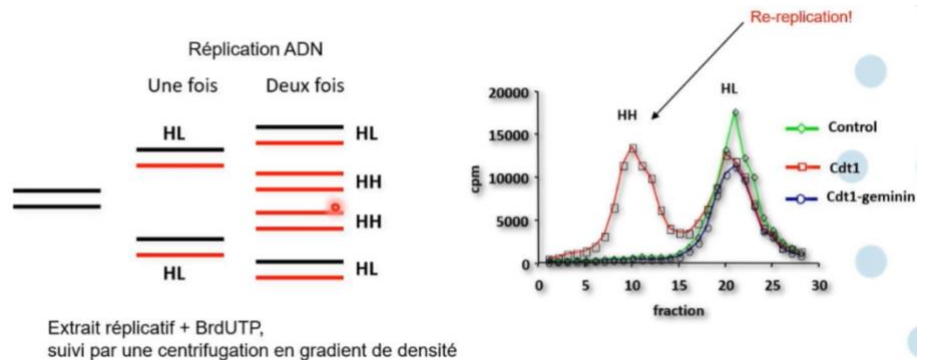 Réplication ADN
Une fois
Deux fois
HL
HL
HL
HH
HH
HL
Extrait réplicatif + BrdUTP,
suivi par une centrifugation en gradient de densité
Re-replication!
HH
HL
20000
15000
10000
5000
0
cpm
0
5
10
15
20
25
30
fraction
Control
Cdt1
Cdt1-geminin